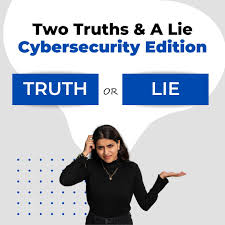 Two Truths & A Lie
Cybersecurity Edition
TRUTH OR LIE